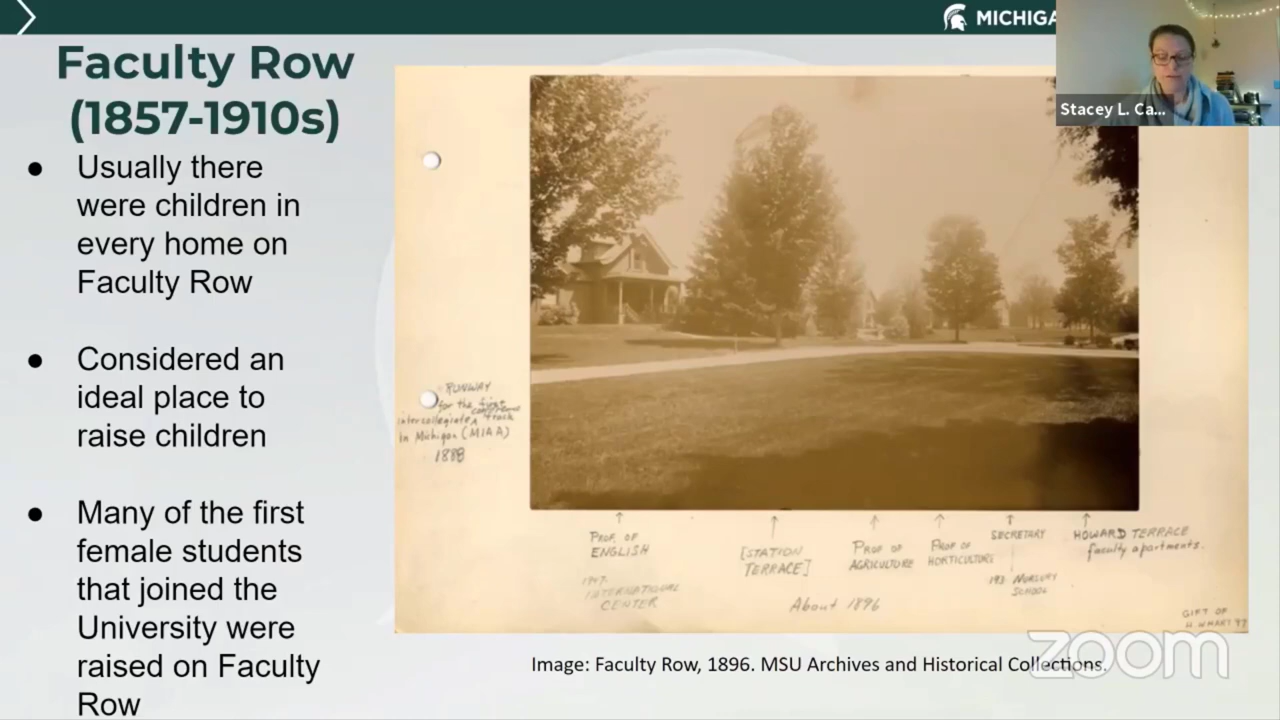 MICHIGA
Stacey L. Ca...
Faculty Row
(1857-1910s)
● Usually there
were children in
every home on
Faculty Row
● Considered an
ideal place to
raise children
● Many of the first
female students
that joined the
University were
raised on Faculty
Row
RUNWAY
for the first
conference
intercollegiate track
in Michigan (MIAA)
1888
PROF. OF
ENGLISH
1947-
INTERNATIONAL
CENTER
[STATION
TERRACE]
PROF OF
AGRICULTURE
PROF OF
HORTICULTURE
SECRETARY
193 NURSURY
SCHOOL
HOWARD TERRACE
faculty apartments.
About 1896
GIFT OF
Image: Faculty Row, 1896. MSU Archives and Historical Collections.
zoom